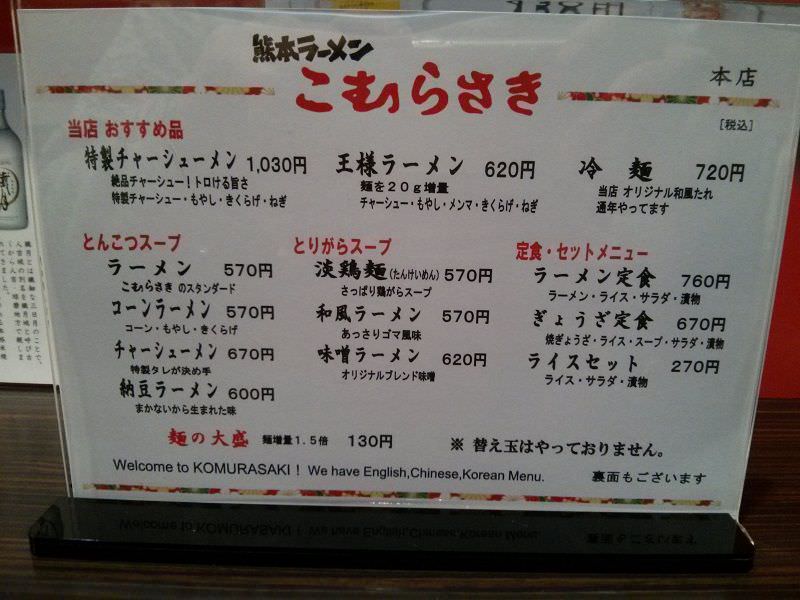 熊本ラーメン
こむらさき
本店
[税込]
当店 おすすめ品
特製チャーシューメン 1,030円
絶品チャーシュー!トロける旨さ
特製チャーシュー・もやし・きくらげ・ねぎ
王様ラーメン 620円
麺を20g増量
チャーシュー・もやし・メンマ・きくらげ・ねぎ
冷麺 720円
当店 オリジナル和風たれ
通年やってます
とんこつスープ
ラーメン 570円
こむらさき のスタンダード
コーンラーメン 570円
コーン・もやし・きくらげ
チャーシューメン 670円
特製タレが決め手
納豆ラーメン 600円
まかないから生まれた味
とりがらスープ
淡鶏麺(たんけいめん) 570円
さっぱり鶏がらスープ
和風ラーメン 570円
あっさりゴマ風味
味噌ラーメン 620円
オリジナルブレンド味噌
定食・セットメニュー
ラーメン定食 760円
ラーメン・ライス・サラダ・漬物
ぎょうざ定食 670円
焼ぎょうざ・ライス・スープ・サラダ・漬物
ライスセット 270円
ライス・サラダ・漬物
麺の大盛 麺増量1.5倍 130円
※ 替え玉はやっておりません。
Welcome to KOMURASAKI! We have English,Chinese,Korean Menu.
裏面もございます